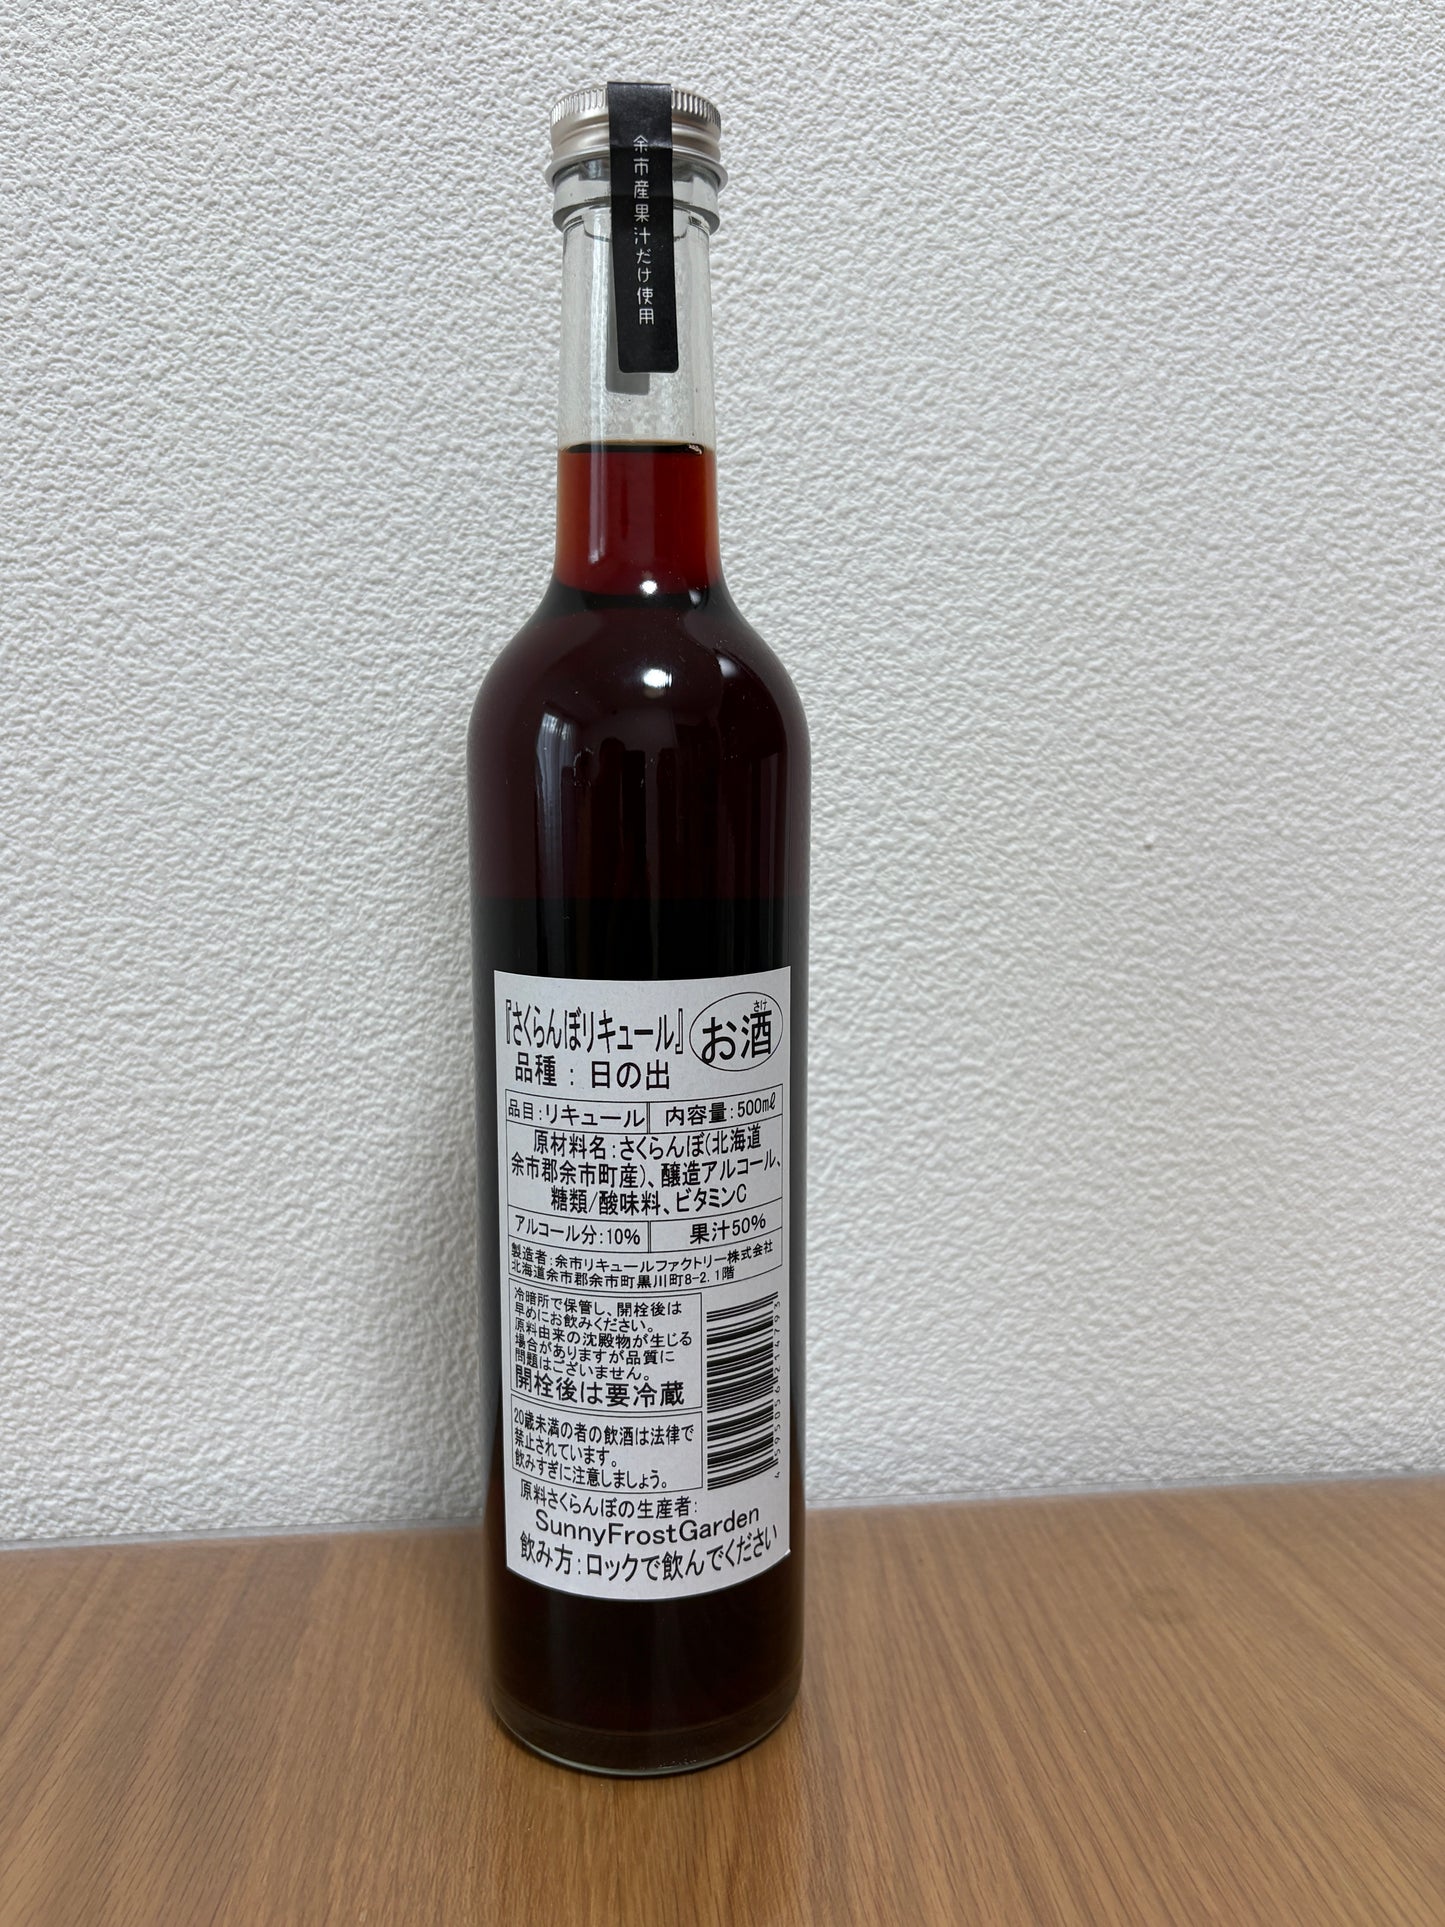 余市産果汁だけ使用
『さくらんぼリキュール』
お酒
さけ
品種：日の出
品目：リキュール
内容量：500mℓ
原材料名：さくらんぼ（北海道
余市郡余市町産）、醸造アルコール、
糖類/酸味料、ビタミンC
アルコール分：10%
果汁50%
製造者：余市リキュールファクトリー株式会社
北海道余市郡余市町黒川町8-2．1階
冷暗所で保管し、開栓後は
早めにお飲みください。
原料由来の沈殿物が生じる
場合がありますが品質に
問題はございません。
開栓後は要冷蔵
20歳未満の者の飲酒は法律で
禁止されています。
飲みすぎに注意しましょう。
4595056214793
原料さくらんぼの生産者：
SunnyFrostGarden
飲み方：ロックで飲んでください